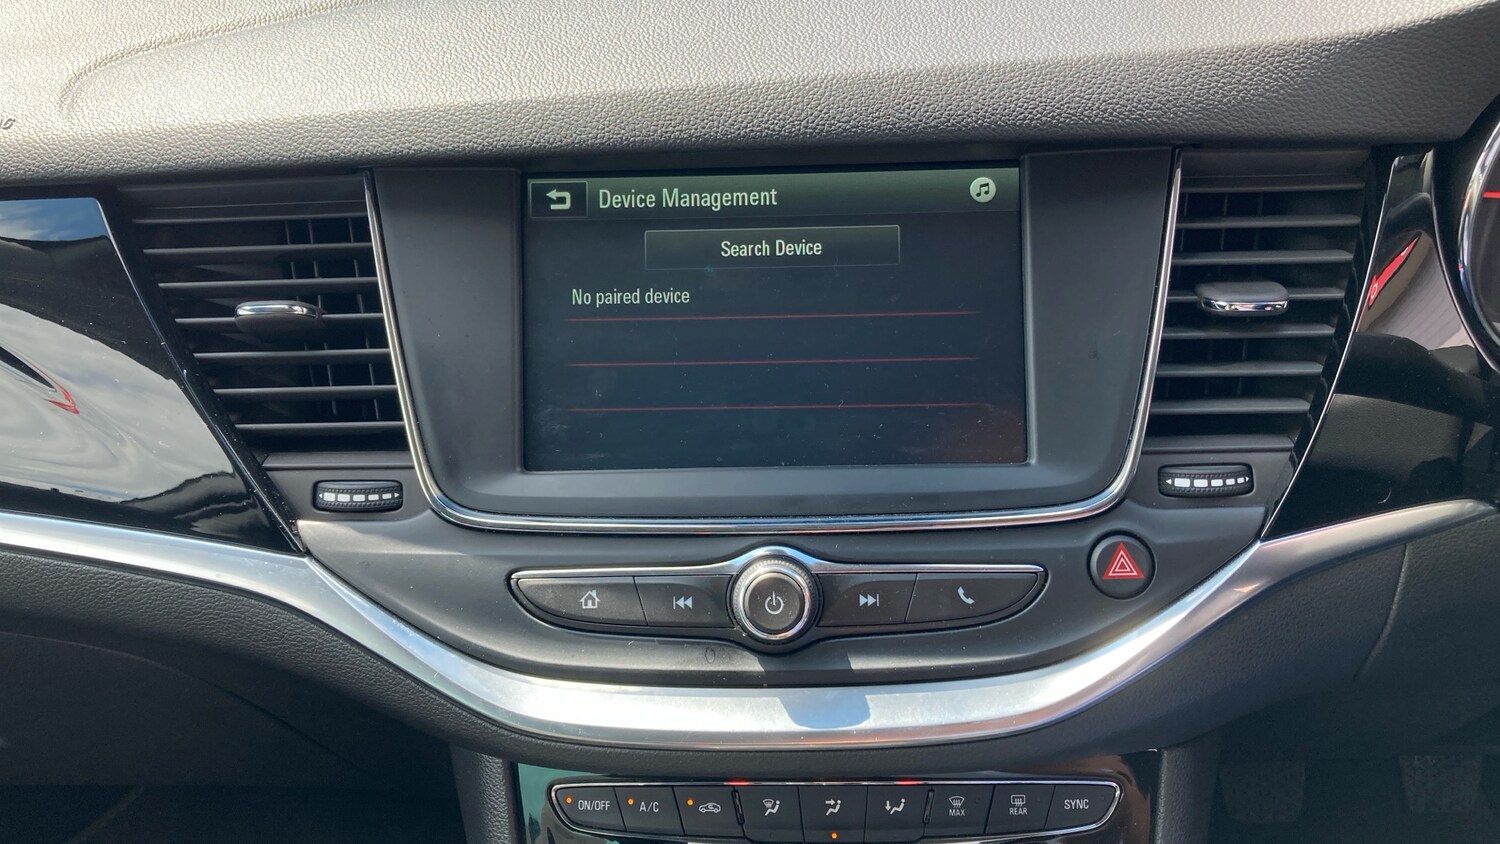 Device Management
Search Device
No paired device
ON/OFF
A/C
MAX
REAR
SYNC